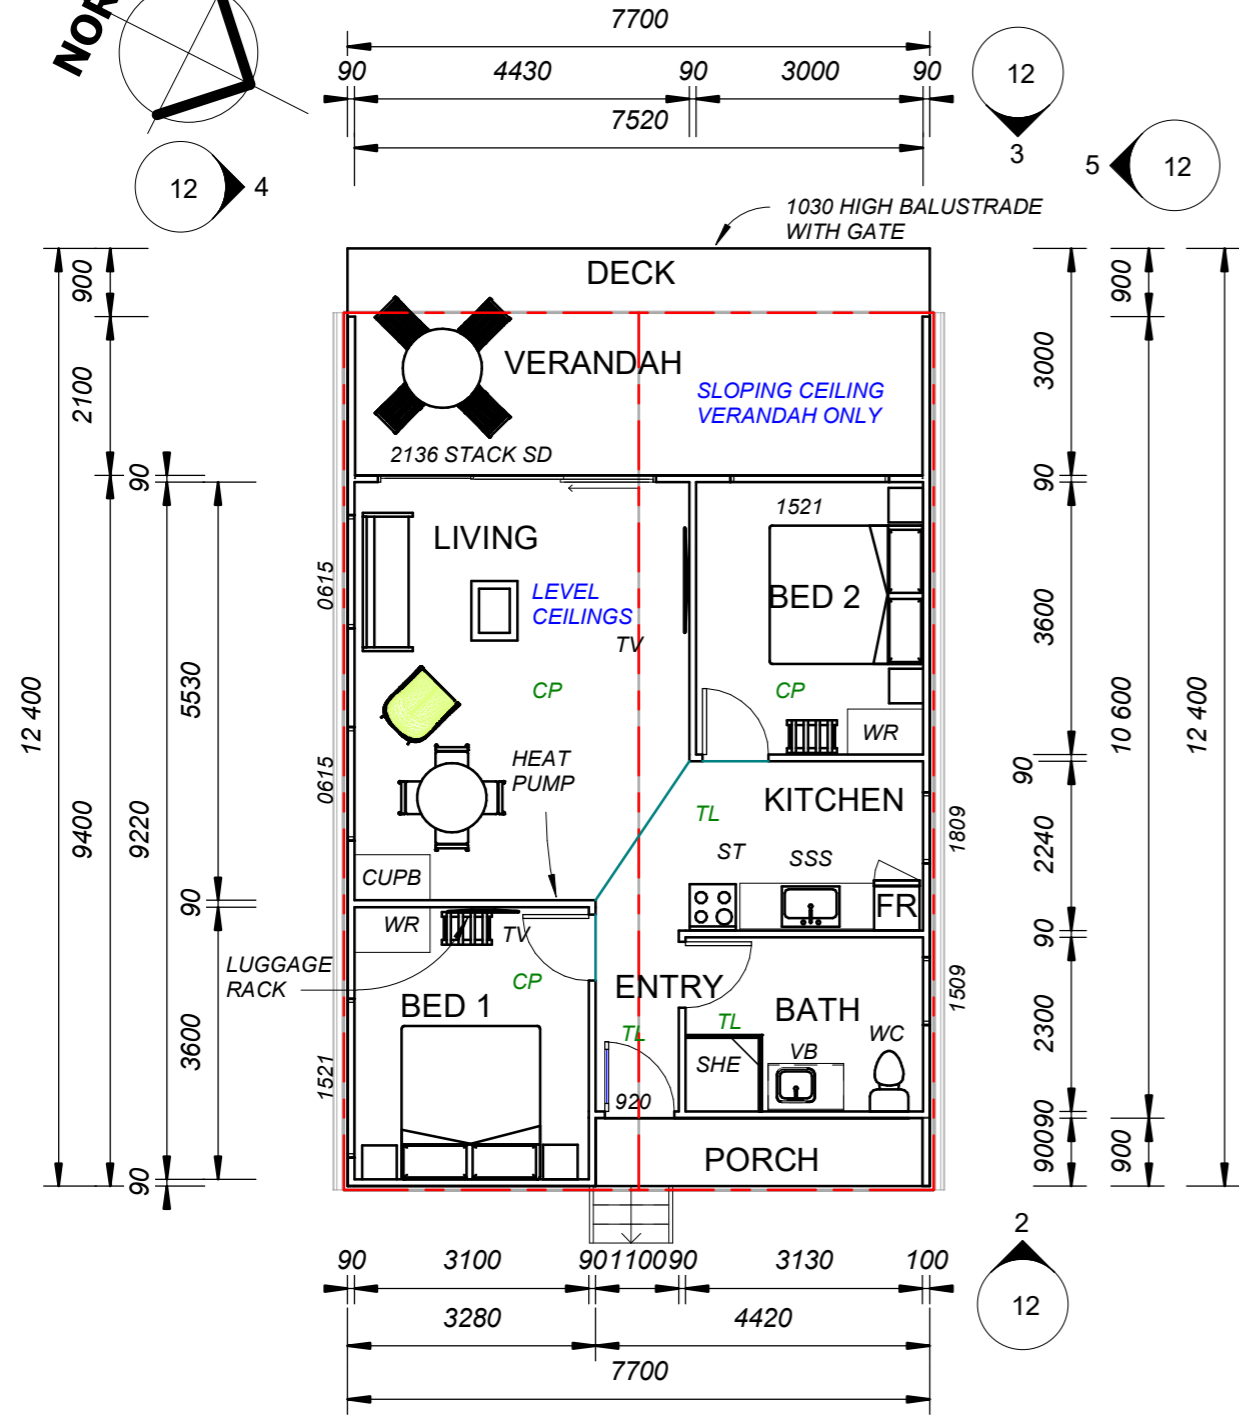 NOR
7700
90 4430 90 3000 90
7520
12
3
12 4
5 12
1030 HIGH BALUSTRADE
WITH GATE
DECK
VERANDAH
SLOPING CEILING
VERANDAH ONLY
2136 STACK SD
LIVING
LEVEL
CEILINGS
TV
CP
1521
BED 2
CP
WR
HEAT
PUMP
KITCHEN
TL
ST SSS
FR
CUPB
WR
TV
LUGGAGE
RACK
CP
BED 1
ENTRY
TL
BATH
TL
SHE VB WC
920
PORCH
0615
0615
1521
1809
1509
12 400
900
2100
9400
90
9220
90
5530
90
3600
3000
90
3600
90
2240
90
2300
90
900
900
10 600
900
12 400
90 3100 90 1100 90 3130 100
3280 4420
7700
2
12